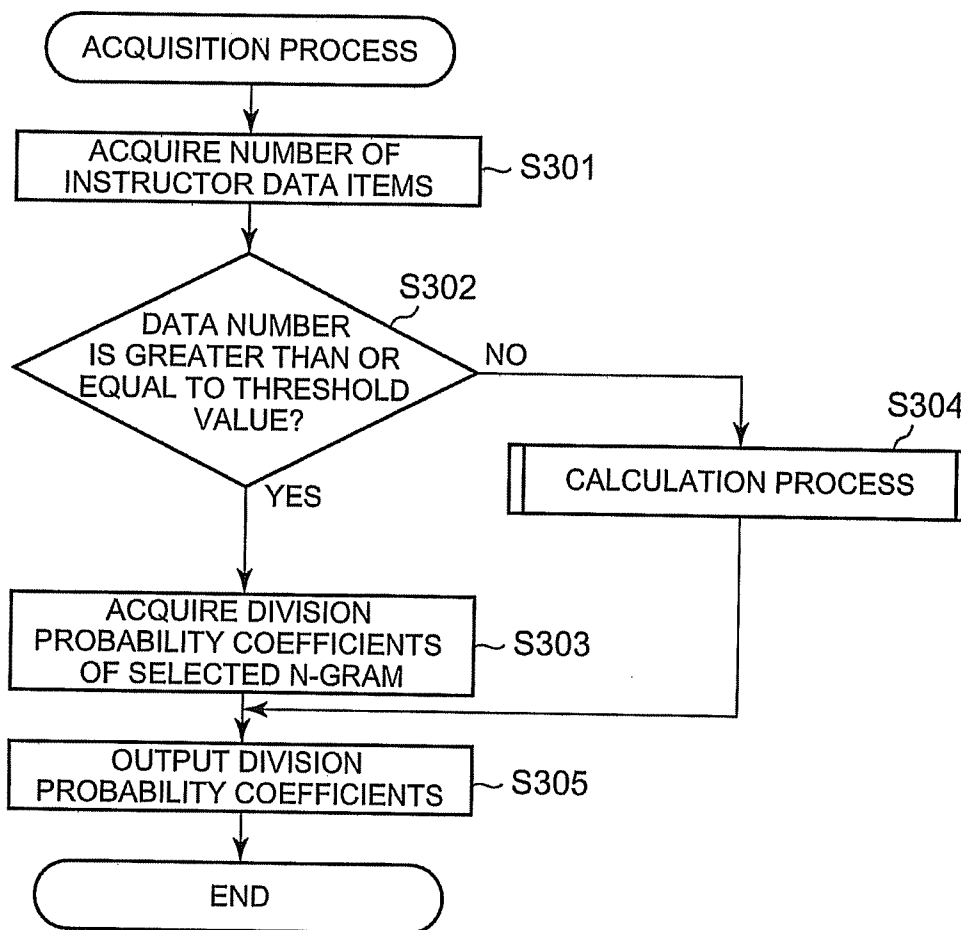 ACQUISITION PROCESS
ACQUIRE NUMBER OF
INSTRUCTOR DATA ITEMS
S301
S302
DATA NUMBER
IS GREATER THAN OR
EQUAL TO THRESHOLD
VALUE?
NO
YES
S304
CALCULATION PROCESS
ACQUIRE DIVISION
PROBABILITY COEFFICIENTS
OF SELECTED N-GRAM
S303
OUTPUT DIVISION
PROBABILITY COEFFICIENTS
S305
END